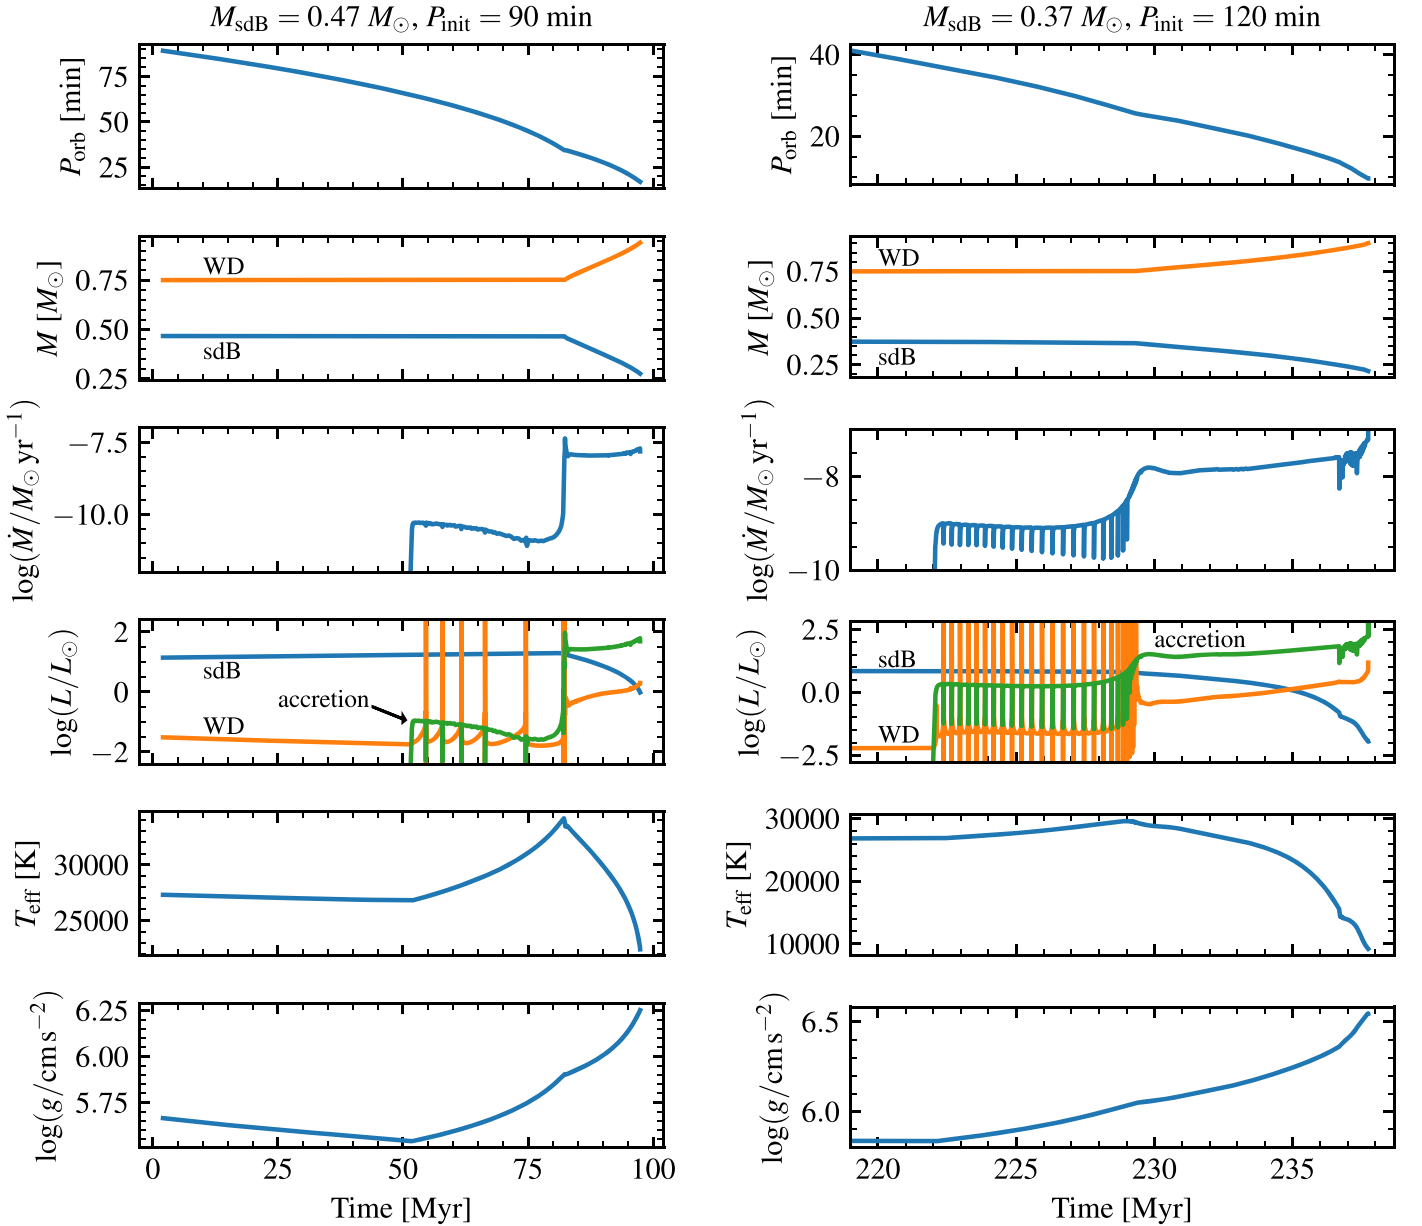 M_sdB = 0.47 M_⊙, P_init = 90 min
P_orb [min]
75
50
25
M [M_⊙]
0.75
0.50
0.25
WD
sdB
log(Ṁ/M_⊙ yr⁻¹)
−7.5
−10.0
log(L/L_⊙)
2
0
−2
sdB
accretion
WD
T_eff [K]
30000
25000
log(g/cm s⁻²)
6.25
6.00
5.75
0 25 50 75 100
Time [Myr]
M_sdB = 0.37 M_⊙, P_init = 120 min
P_orb [min]
40
20
M [M_⊙]
0.75
0.50
0.25
WD
sdB
log(Ṁ/M_⊙ yr⁻¹)
−8
−10
log(L/L_⊙)
2.5
0.0
−2.5
accretion
sdB
WD
T_eff [K]
30000
20000
10000
log(g/cm s⁻²)
6.5
6.0
220 225 230 235
Time [Myr]